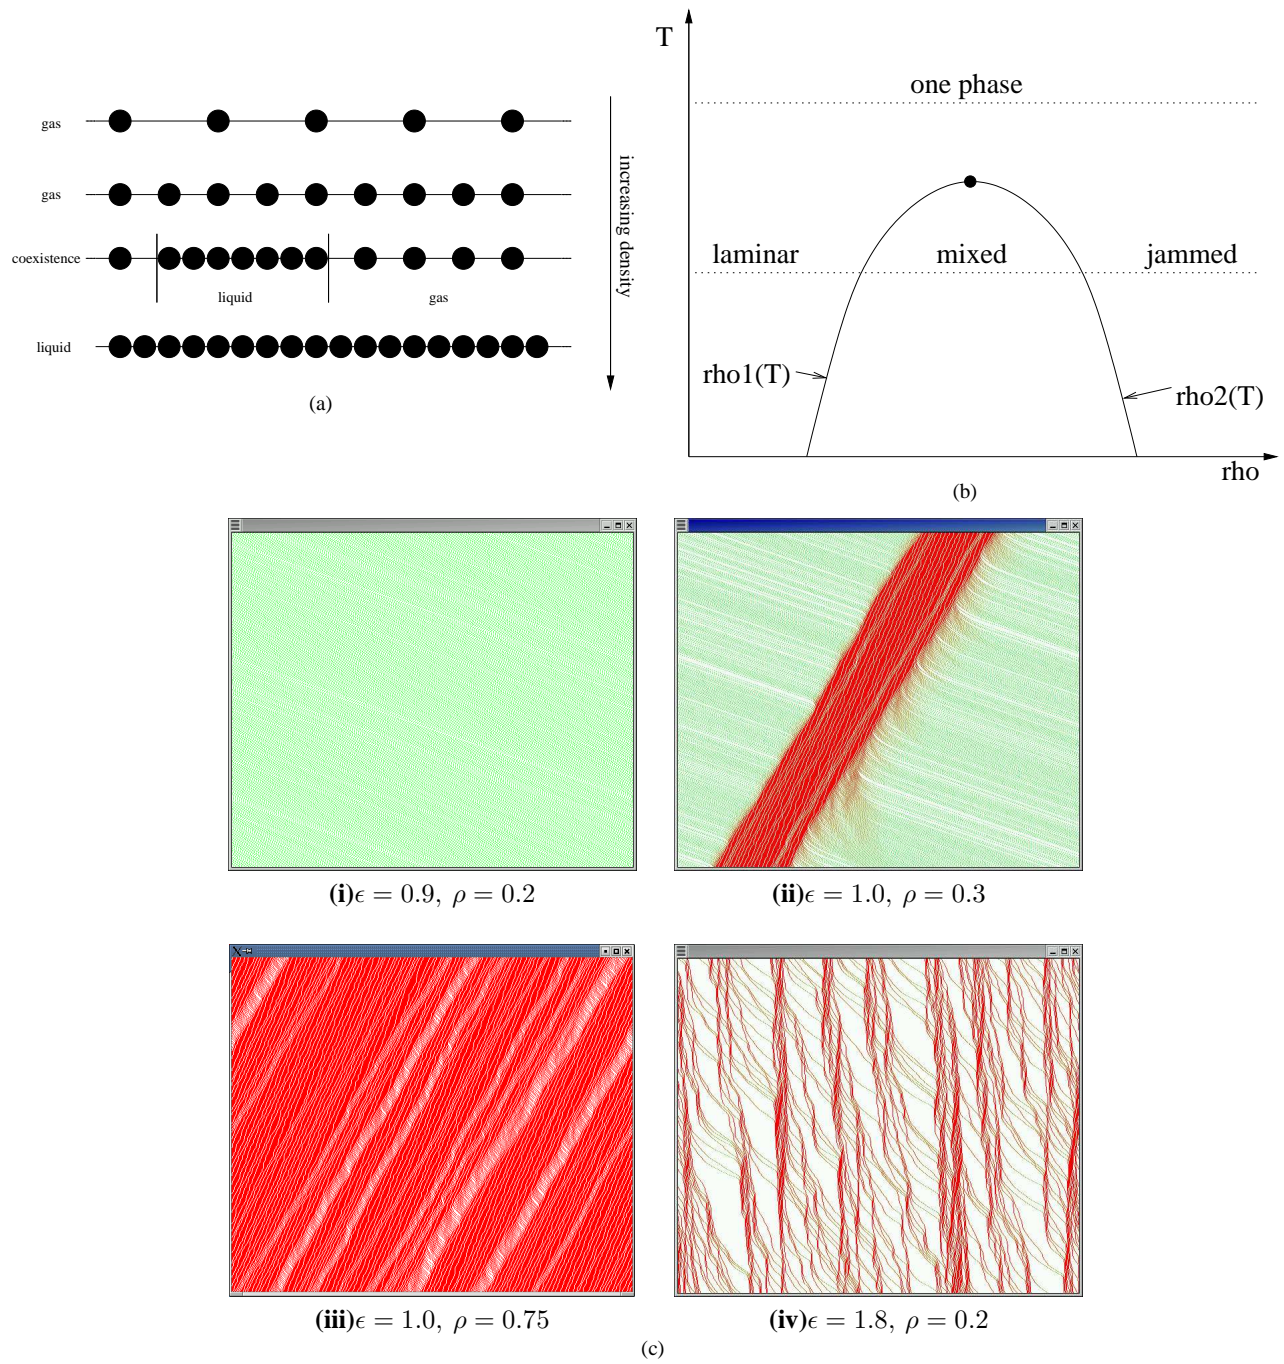 gas
gas
coexistence
liquid
gas
liquid
increasing density
(a)
T
one phase
laminar
mixed
jammed
rho1(T)
rho2(T)
rho
(b)
(i)ϵ = 0.9, ρ = 0.2
(ii)ϵ = 1.0, ρ = 0.3
X
(iii)ϵ = 1.0, ρ = 0.75
(iv)ϵ = 1.8, ρ = 0.2
(c)